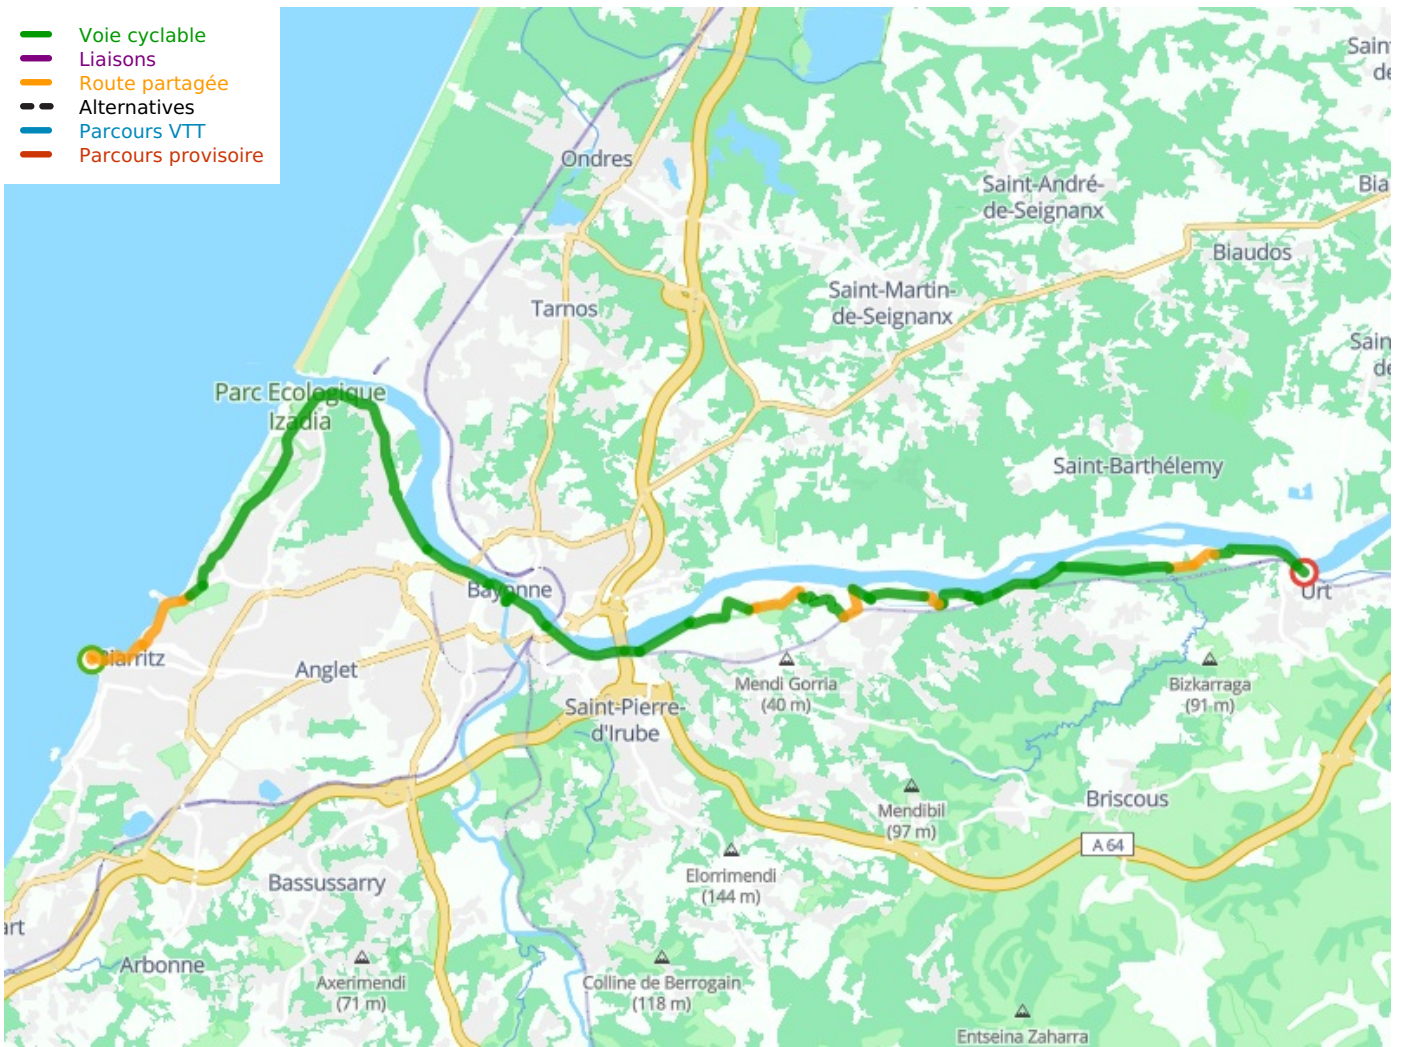 Voie cyclable
Liaisons
Route partagée
Alternatives
Parcours VTT
Parcours provisoire
Ondres
Saint-André-
de-Seignanx
Biaudos
Saint-Martin-
de-Seignanx
Tarnos
Parc Ecologique
Izadia
Saint-Barthélemy
Bayonne
Urt
Biarritz
Anglet
Mendi Gorria
(40 m)
Bizkarraga
(91 m)
Saint-Pierre-
d'Irube
Mendibil
(97 m)
Briscous
A 64
Elorrimendi
(144 m)
Bassussarry
Arbonne
Axerimendi
(71 m)
Colline de Berrogain
(118 m)
Entseina Zaharra